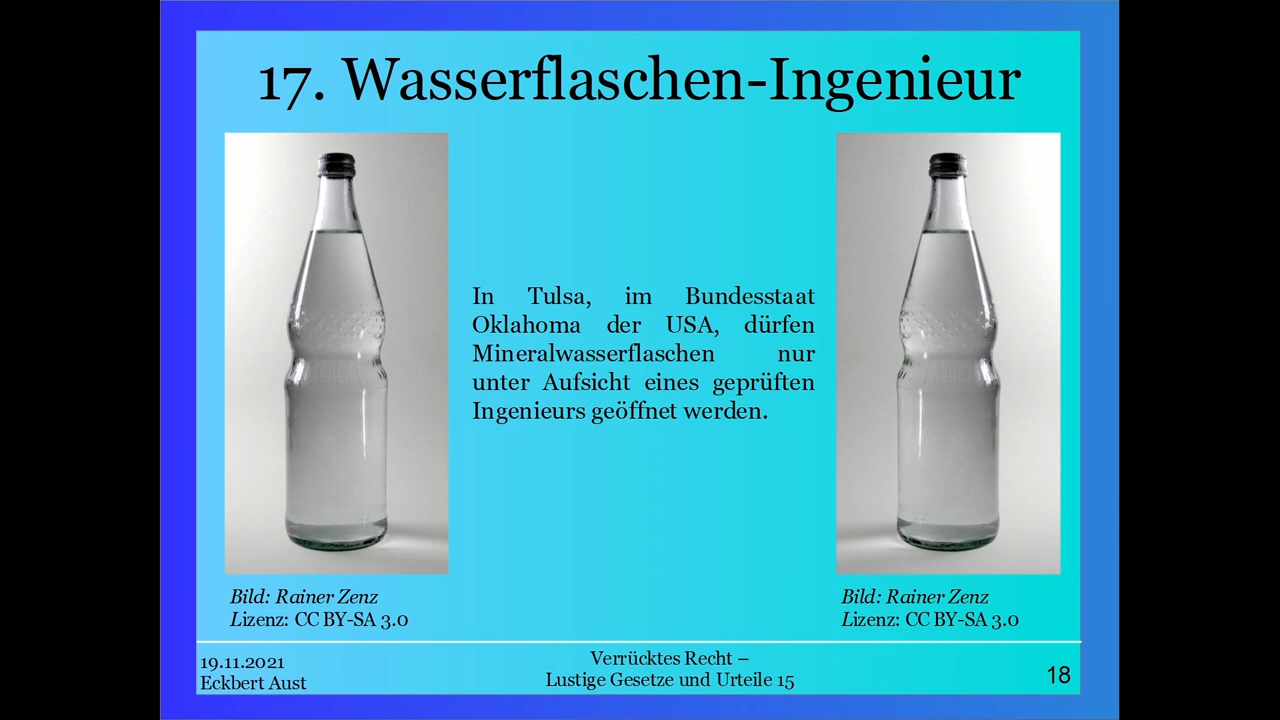 17. Wasserflaschen-Ingenieur
In Tulsa, im Bundesstaat
Oklahoma der USA, dürfen
Mineralwasserflaschen nur
unter Aufsicht eines geprüften
Ingenieurs geöffnet werden.
Bild: Rainer Zenz
Lizenz: CC BY-SA 3.0
Bild: Rainer Zenz
Lizenz: CC BY-SA 3.0
19.11.2021
Eckbert Aust
Verrücktes Recht –
Lustige Gesetze und Urteile 15
18